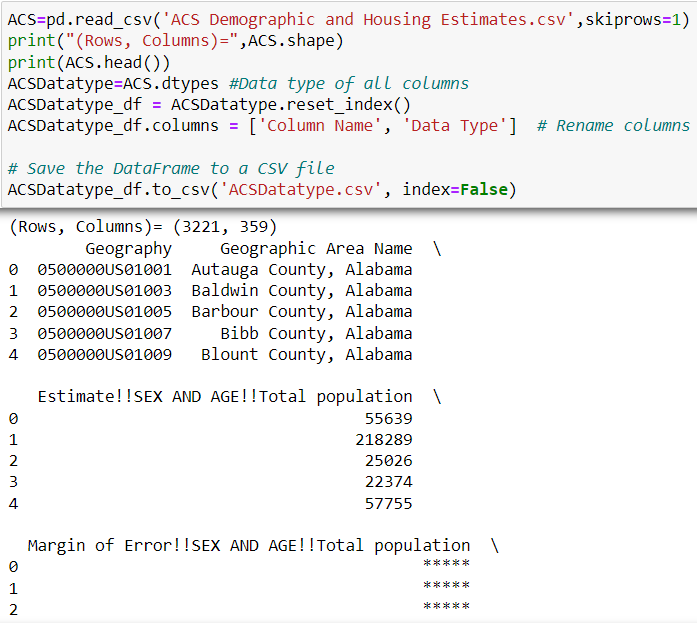 ACS=pd.read_csv('ACS Demographic and Housing Estimates.csv',skiprows=1)
print("(Rows, Columns)=",ACS.shape)
print(ACS.head())
ACSDatatype=ACS.dtypes #Data type of all columns
ACSDatatype_df = ACSDatatype.reset_index()
ACSDatatype_df.columns = ['Column Name', 'Data Type']  # Rename columns

# Save the DataFrame to a CSV file
ACSDatatype_df.to_csv('ACSDatatype.csv', index=False)
(Rows, Columns)= (3221, 359)
        Geography     Geographic Area Name  \
0  0500000US01001  Autauga County, Alabama
1  0500000US01003  Baldwin County, Alabama
2  0500000US01005  Barbour County, Alabama
3  0500000US01007     Bibb County, Alabama
4  0500000US01009   Blount County, Alabama

   Estimate!!SEX AND AGE!!Total population  \
0                                    55639
1                                   218289
2                                    25026
3                                    22374
4                                    57755

  Margin of Error!!SEX AND AGE!!Total population  \
0                                          *****
1                                          *****
2                                          *****